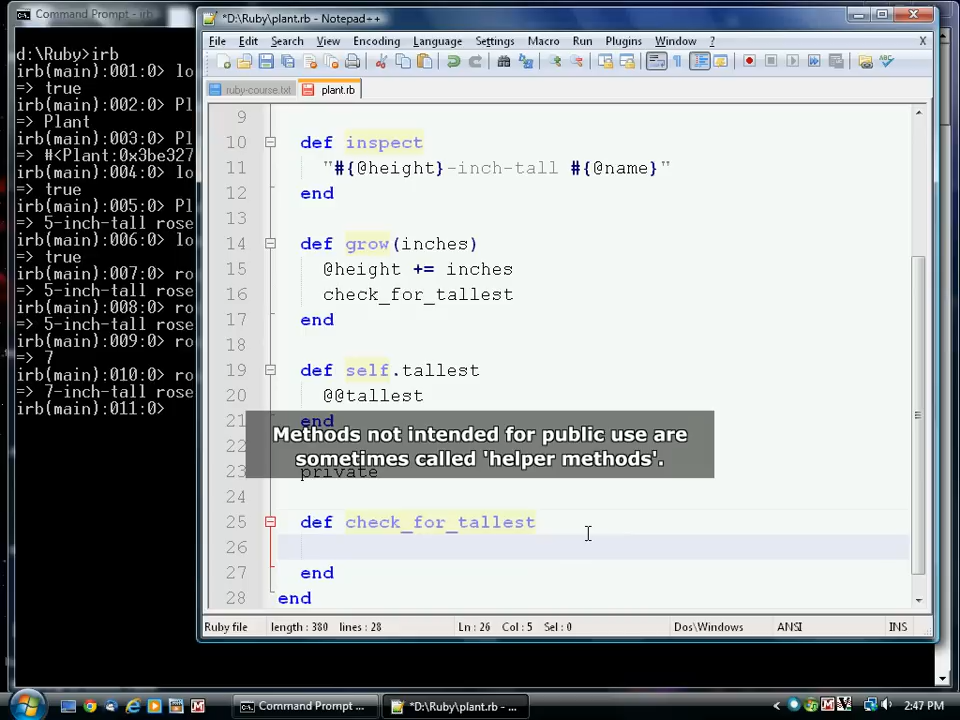 Command Prompt - irb
*D:\Ruby\plant.rb - Notepad++
File Edit Search View Encoding Language Settings Macro Run Plugins Window ? X
ruby-course.txt plant.rb
d:\Ruby>irb
irb(main):001:0> lo
=> true
irb(main):002:0> Pl
=> Plant
irb(main):003:0> Pl
=> #<Plant:0x3be327
irb(main):004:0> lo
=> true
irb(main):005:0> Pl
=> 5-inch-tall rose
irb(main):006:0> lo
=> true
irb(main):007:0> ro
=> 5-inch-tall rose
irb(main):008:0> ro
=> 5-inch-tall rose
irb(main):009:0> ro
=> 7
irb(main):010:0> ro
=> 7-inch-tall rose
irb(main):011:0>
9
10 def inspect
11 "#{@height}-inch-tall #{@name}"
12 end
13
14 def grow(inches)
15 @height += inches
16 check_for_tallest
17 end
18
19 def self.tallest
20 @@tallest
21 end
22
23 private
24
25 def check_for_tallest
26
27 end
28 end
Methods not intended for public use are
sometimes called 'helper methods'.
Ruby file length : 380 lines : 28 Ln : 26 Col : 5 Sel : 0 Dos\Windows ANSI INS
Command Prompt ... *D:\Ruby\plant.rb - ... 2:47 PM